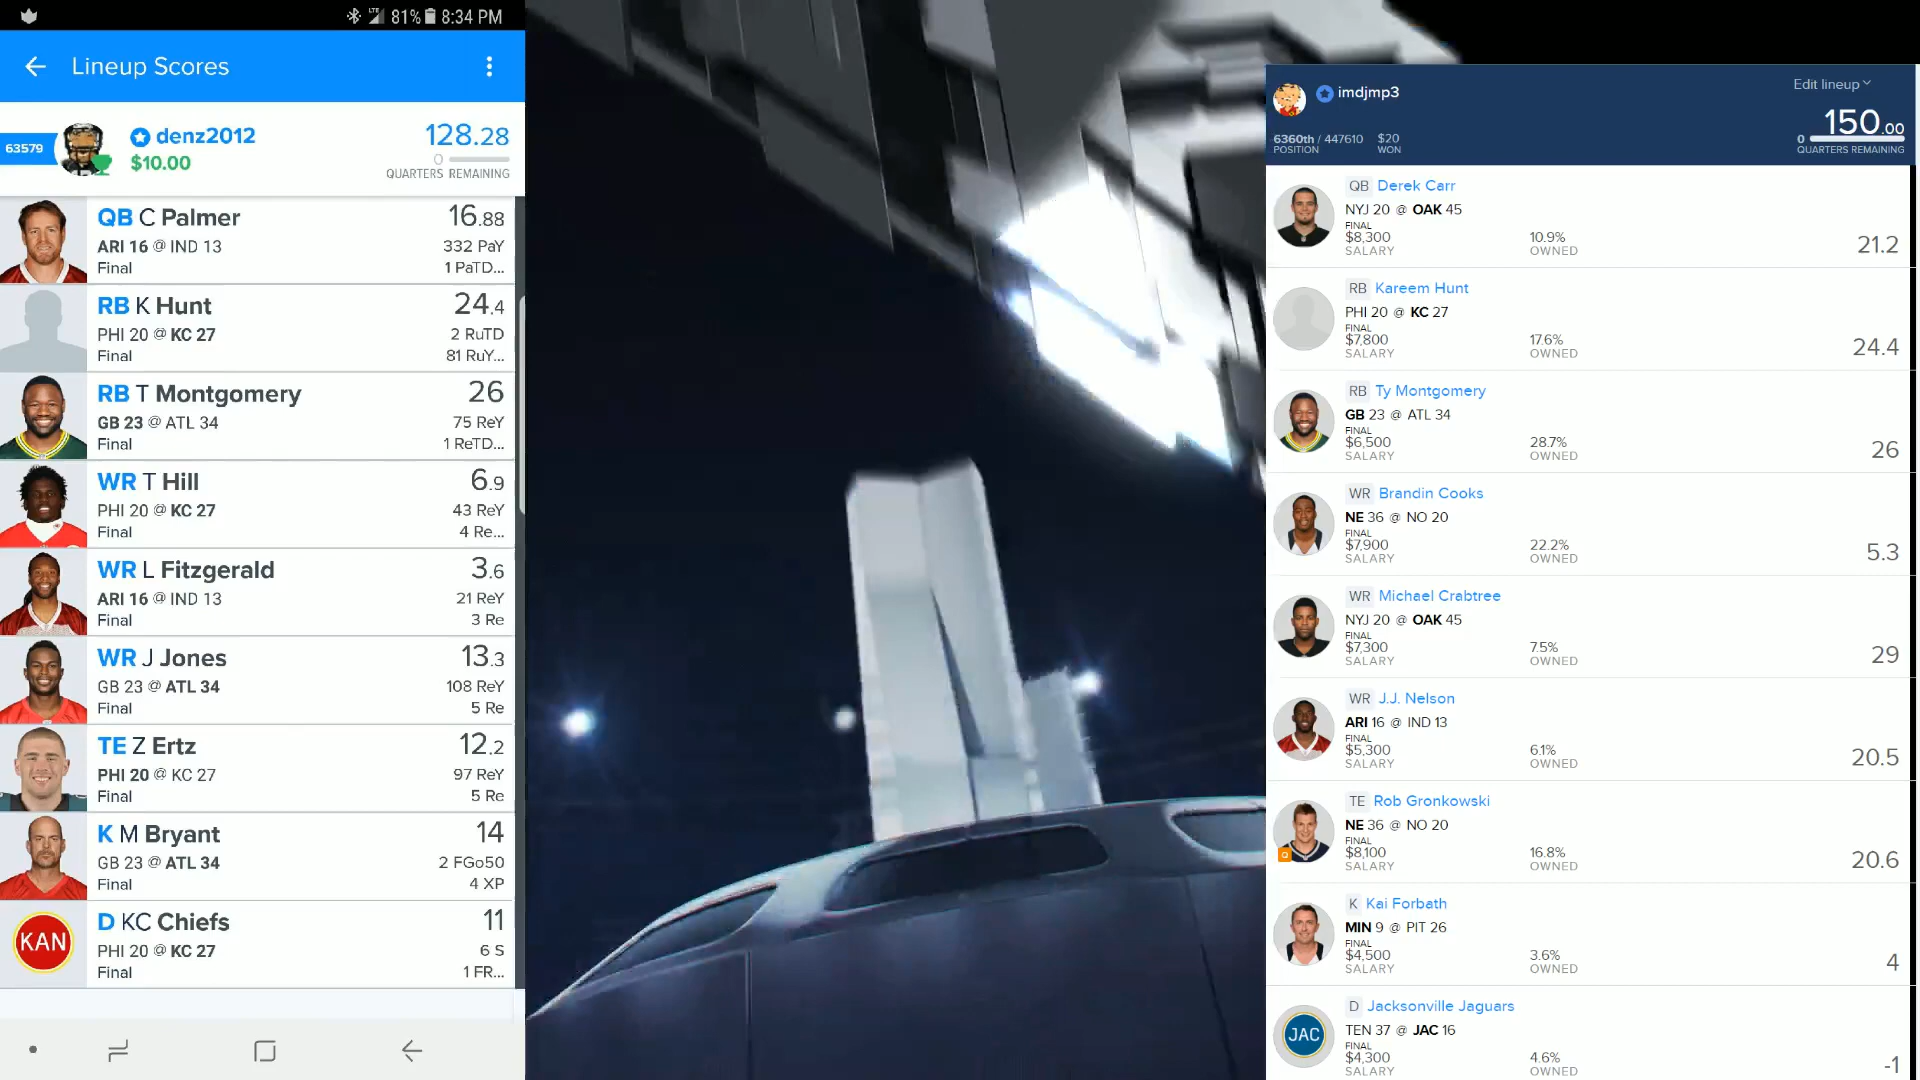 LTE 81% 8:34 PM
Lineup Scores
63579
denz2012
$10.00
128.28
0
QUARTERS REMAINING
QB C Palmer 16.88
ARI 16 @ IND 13 332 PaY
Final 1 PaTD...
RB K Hunt 24.4
PHI 20 @ KC 27 2 RuTD
Final 81 RuY...
RB T Montgomery 26
GB 23 @ ATL 34 75 ReY
Final 1 ReTD...
WR T Hill 6.9
PHI 20 @ KC 27 43 ReY
Final 4 Re...
WR L Fitzgerald 3.6
ARI 16 @ IND 13 21 ReY
Final 3 Re
WR J Jones 13.3
GB 23 @ ATL 34 108 ReY
Final 5 Re
TE Z Ertz 12.2
PHI 20 @ KC 27 97 ReY
Final 5 Re
K M Bryant 14
GB 23 @ ATL 34 2 FGo50
Final 4 XP
KAN
D KC Chiefs 11
PHI 20 @ KC 27 6 S
Final 1 FR...
imdjmp3
Edit lineup
150.00
6360th / 447610 $20 0
POSITION WON QUARTERS REMAINING
QB Derek Carr
NYJ 20 @ OAK 45
FINAL
$8,300 10.9% 21.2
SALARY OWNED
RB Kareem Hunt
PHI 20 @ KC 27
FINAL
$7,800 17.6% 24.4
SALARY OWNED
RB Ty Montgomery
GB 23 @ ATL 34
FINAL
$6,500 28.7% 26
SALARY OWNED
WR Brandin Cooks
NE 36 @ NO 20
FINAL
$7,900 22.2% 5.3
SALARY OWNED
WR Michael Crabtree
NYJ 20 @ OAK 45
FINAL
$7,300 7.5% 29
SALARY OWNED
WR J.J. Nelson
ARI 16 @ IND 13
FINAL
$5,300 6.1% 20.5
SALARY OWNED
TE Rob Gronkowski
NE 36 @ NO 20
FINAL
Q $8,100 16.8% 20.6
SALARY OWNED
K Kai Forbath
MIN 9 @ PIT 26
FINAL
$4,500 3.6% 4
SALARY OWNED
D Jacksonville Jaguars
JAC
TEN 37 @ JAC 16
FINAL
$4,300 4.6% -1
SALARY OWNED